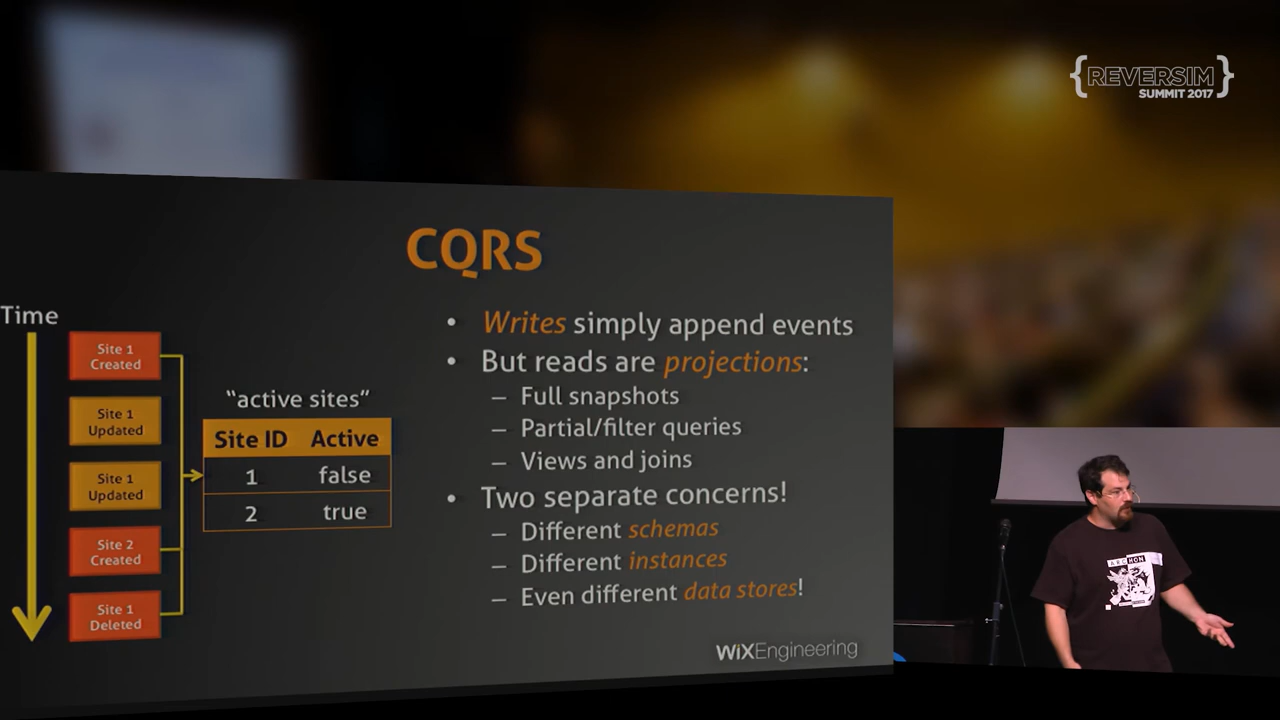 {REVERSIM}
SUMMIT 2017
CQRS
Time
Site 1
Created
Site 1
Updated
Site 1
Updated
Site 2
Created
Site 1
Deleted
“active sites”
Site ID Active
1 false
2 true
• Writes simply append events
• But reads are projections:
– Full snapshots
– Partial/filter queries
– Views and joins
• Two separate concerns!
– Different schemas
– Different instances
– Even different data stores!
WiXEngineering
ARCHON